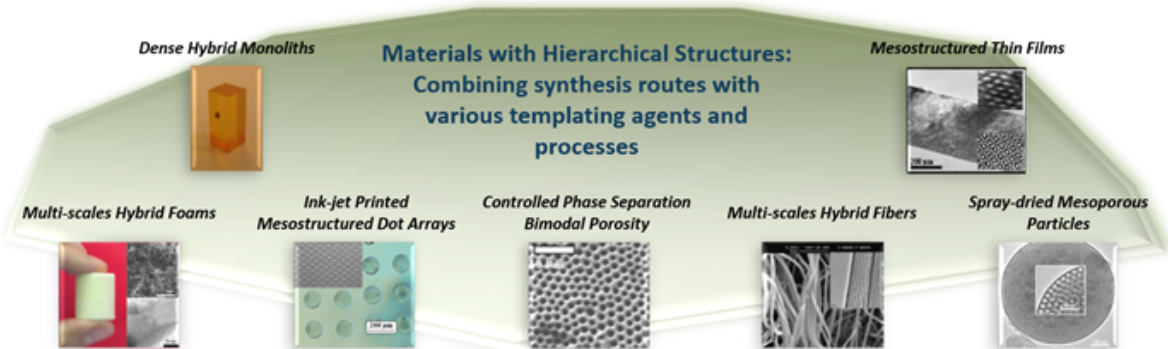 Dense Hybrid Monoliths
Materials with Hierarchical Structures:
Combining synthesis routes with
various templating agents and
processes
Mesostructured Thin Films
200 nm
Multi-scales Hybrid Foams
Ink-jet Printed
Mesostructured Dot Arrays
Controlled Phase Separation
Bimodal Porosity
Multi-scales Hybrid Fibers
Spray-dried Mesoporous
Particles
200 µm